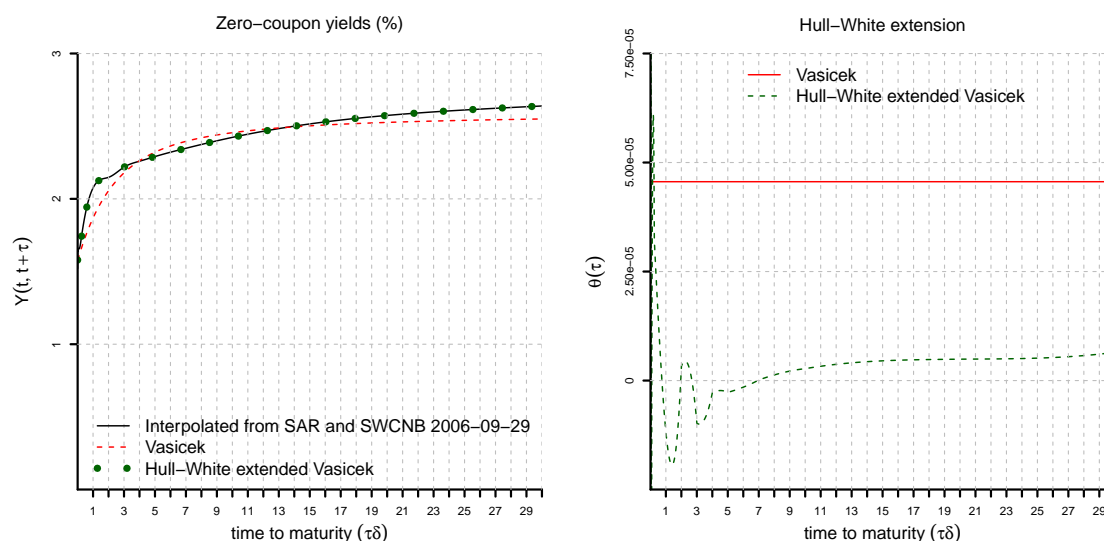 Zero−coupon yields (%)
3
2
1
Y(t, t + τ)
Interpolated from SAR and SWCNB 2006−09−29
Vasicek
Hull−White extended Vasicek
1 3 5 7 9 11 13 15 17 19 21 23 25 27 29
time to maturity (τδ)
Hull−White extension
7.50e−05
5.00e−05
2.50e−05
0
θ(τ)
Vasicek
Hull−White extended Vasicek
1 3 5 7 9 11 13 15 17 19 21 23 25 27 29
time to maturity (τδ)